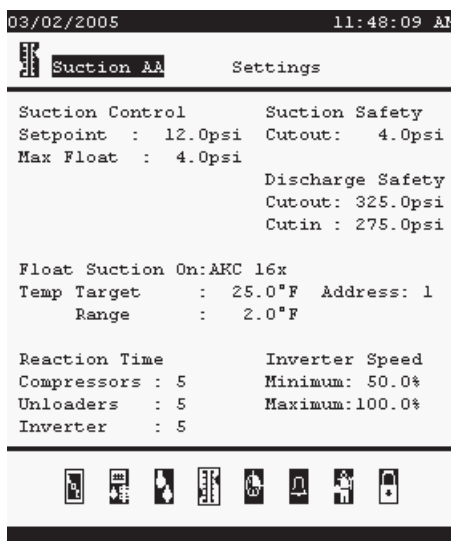 03/02/2005 11:48:09 AM
Suction AA Settings
Suction Control Suction Safety
Setpoint : 12.0psi Cutout: 4.0psi
Max Float : 4.0psi
Discharge Safety
Cutout: 325.0psi
Cutin : 275.0psi
Float Suction On:AKC 16x
Temp Target : 25.0°F Address: 1
Range : 2.0°F
Reaction Time Inverter Speed
Compressors : 5 Minimum: 50.0%
Unloaders : 5 Maximum:100.0%
Inverter : 5